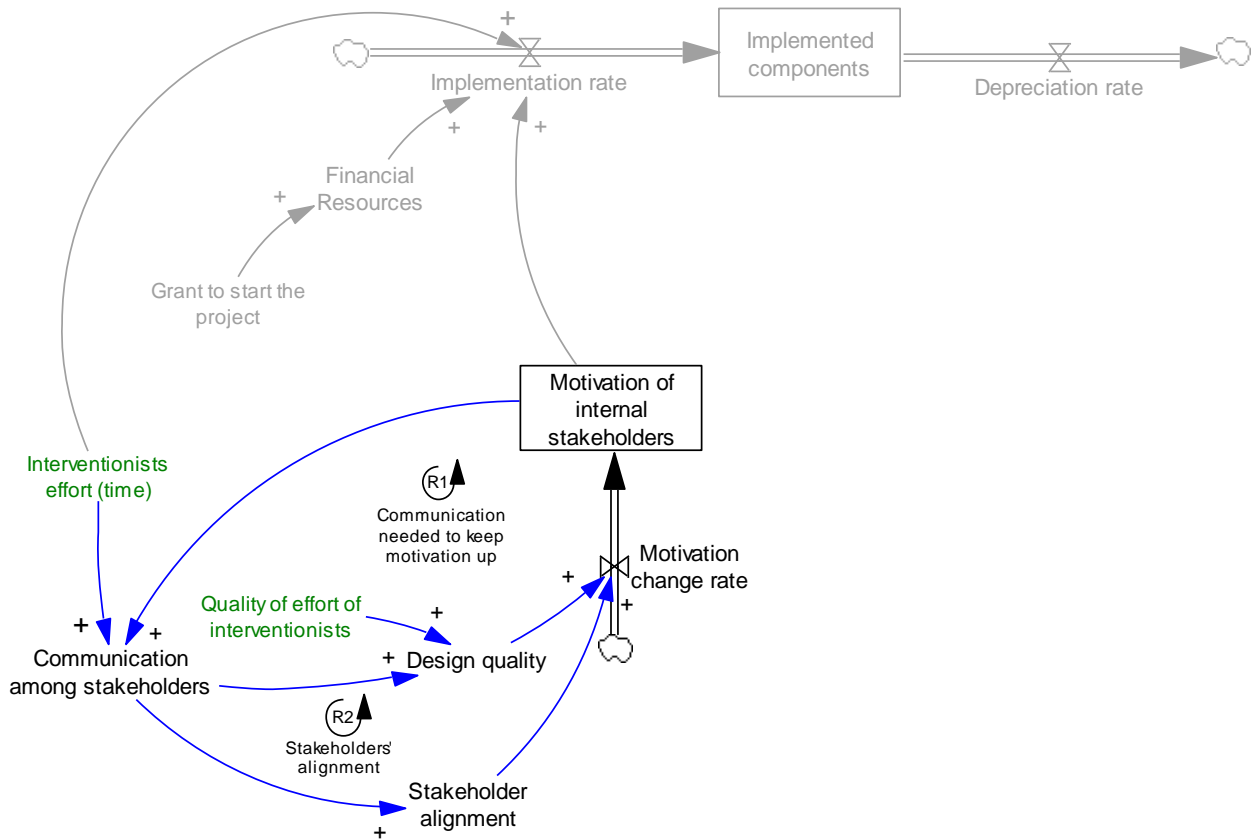 +
Implemented
components
Implementation rate
Depreciation rate
+
+
Financial
Resources
+
Grant to start the
project
Motivation of
internal
stakeholders
Interventionists
effort (time)
R1
Communication
needed to keep
motivation up
Motivation
change rate
+
+
Quality of effort of
interventionists
+
+
+
Communication
among stakeholders
+
Design quality
R2
Stakeholders'
alignment
Stakeholder
alignment
+